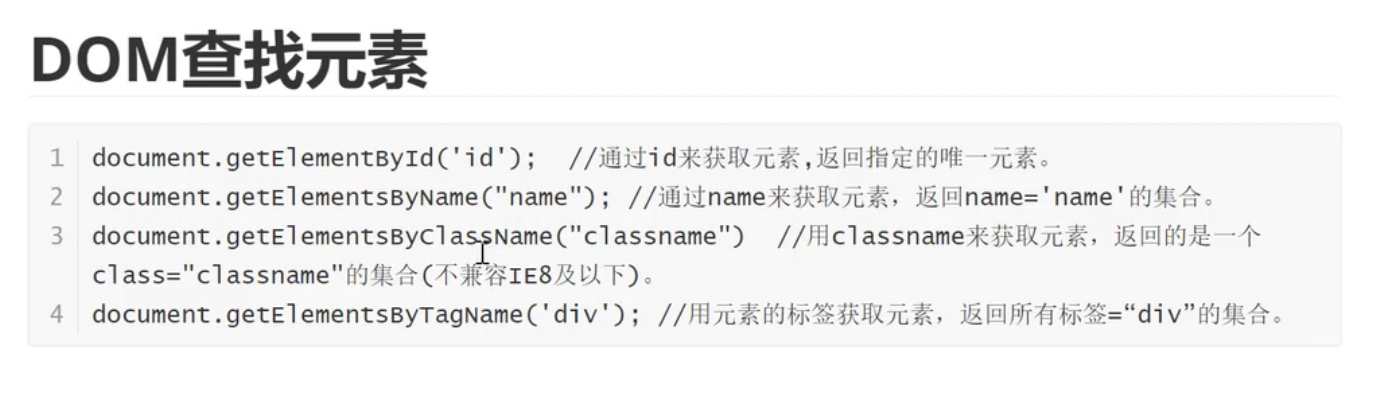 DOM查找元素
1 document.getElementById('id');  //通过id来获取元素,返回指定的唯一元素。
2 document.getElementsByName("name"); //通过name来获取元素，返回name='name'的集合。
3 document.getElementsByClassName("classname")  //用classname来获取元素，返回的是一个
class="classname"的集合(不兼容IE8及以下)。
4 document.getElementsByTagName('div'); //用元素的标签获取元素，返回所有标签=“div”的集合。